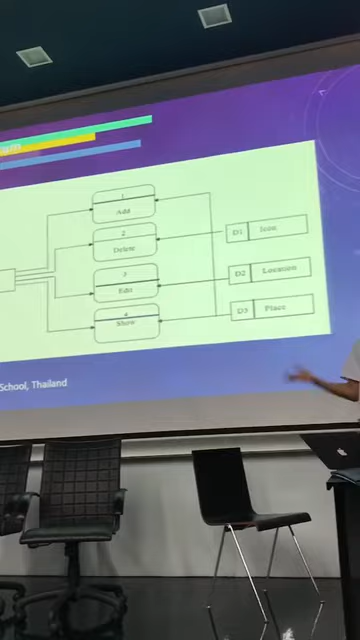 1
Add
2
Delete
D1 Icon
3
Edit
D2 Location
4
Show
D3 Place
School, Thailand